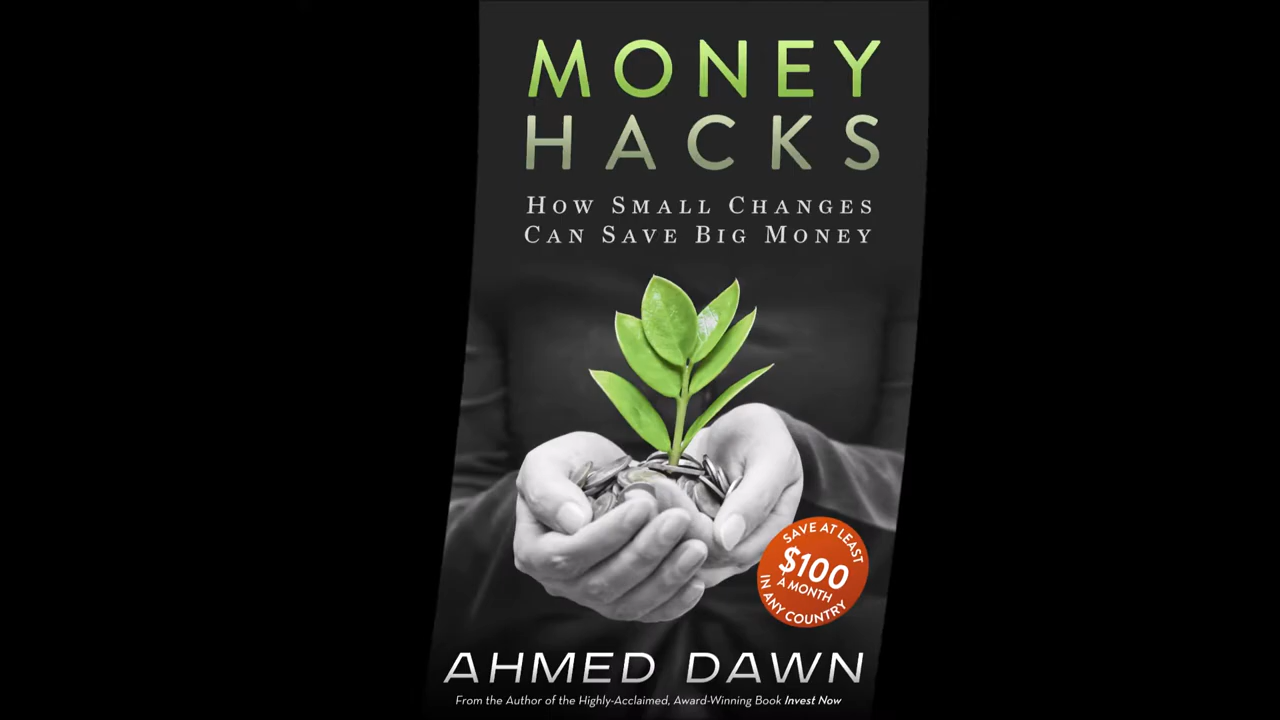 MONEY
HACKS
HOW SMALL CHANGES
CAN SAVE BIG MONEY
SAVE AT LEAST
$100
A MONTH
IN ANY COUNTRY
AHMED DAWN
From the Author of the Highly-Acclaimed, Award-Winning Book Invest Now